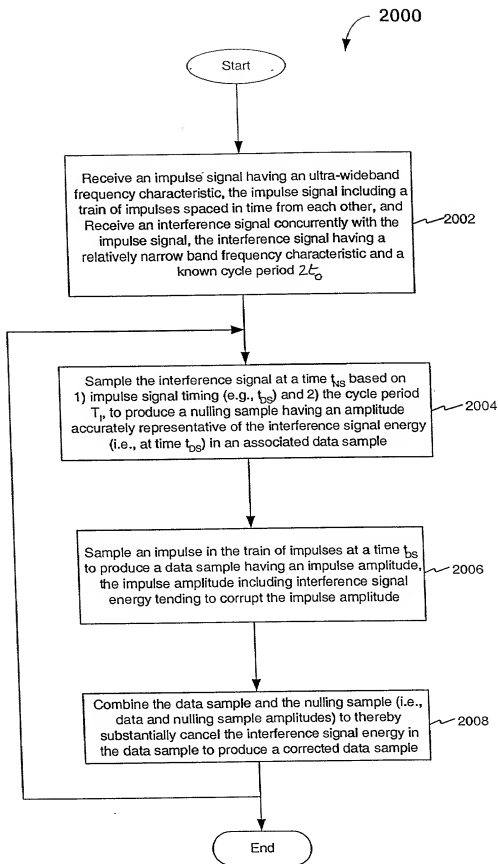 2000
Start
Receive an impulse signal having an ultra-wideband
frequency characteristic, the impulse signal including a
train of impulses spaced in time from each other, and
Receive an interference signal concurrently with the
impulse signal, the interference signal having a
relatively narrow band frequency characteristic and a
known cycle period 2t₀
2002
Sample the interference signal at a time t_NS based on
1) impulse signal timing (e.g., t_DS) and 2) the cycle period
T_I, to produce a nulling sample having an amplitude
accurately representative of the interference signal energy
(i.e., at time t_DS) in an associated data sample
2004
Sample an impulse in the train of impulses at a time t_DS
to produce a data sample having an impulse amplitude,
the impulse amplitude including interference signal
energy tending to corrupt the impulse amplitude
2006
Combine the data sample and the nulling sample (i.e.,
data and nulling sample amplitudes) to thereby
substantially cancel the interference signal energy in
the data sample to produce a corrected data sample
2008
End